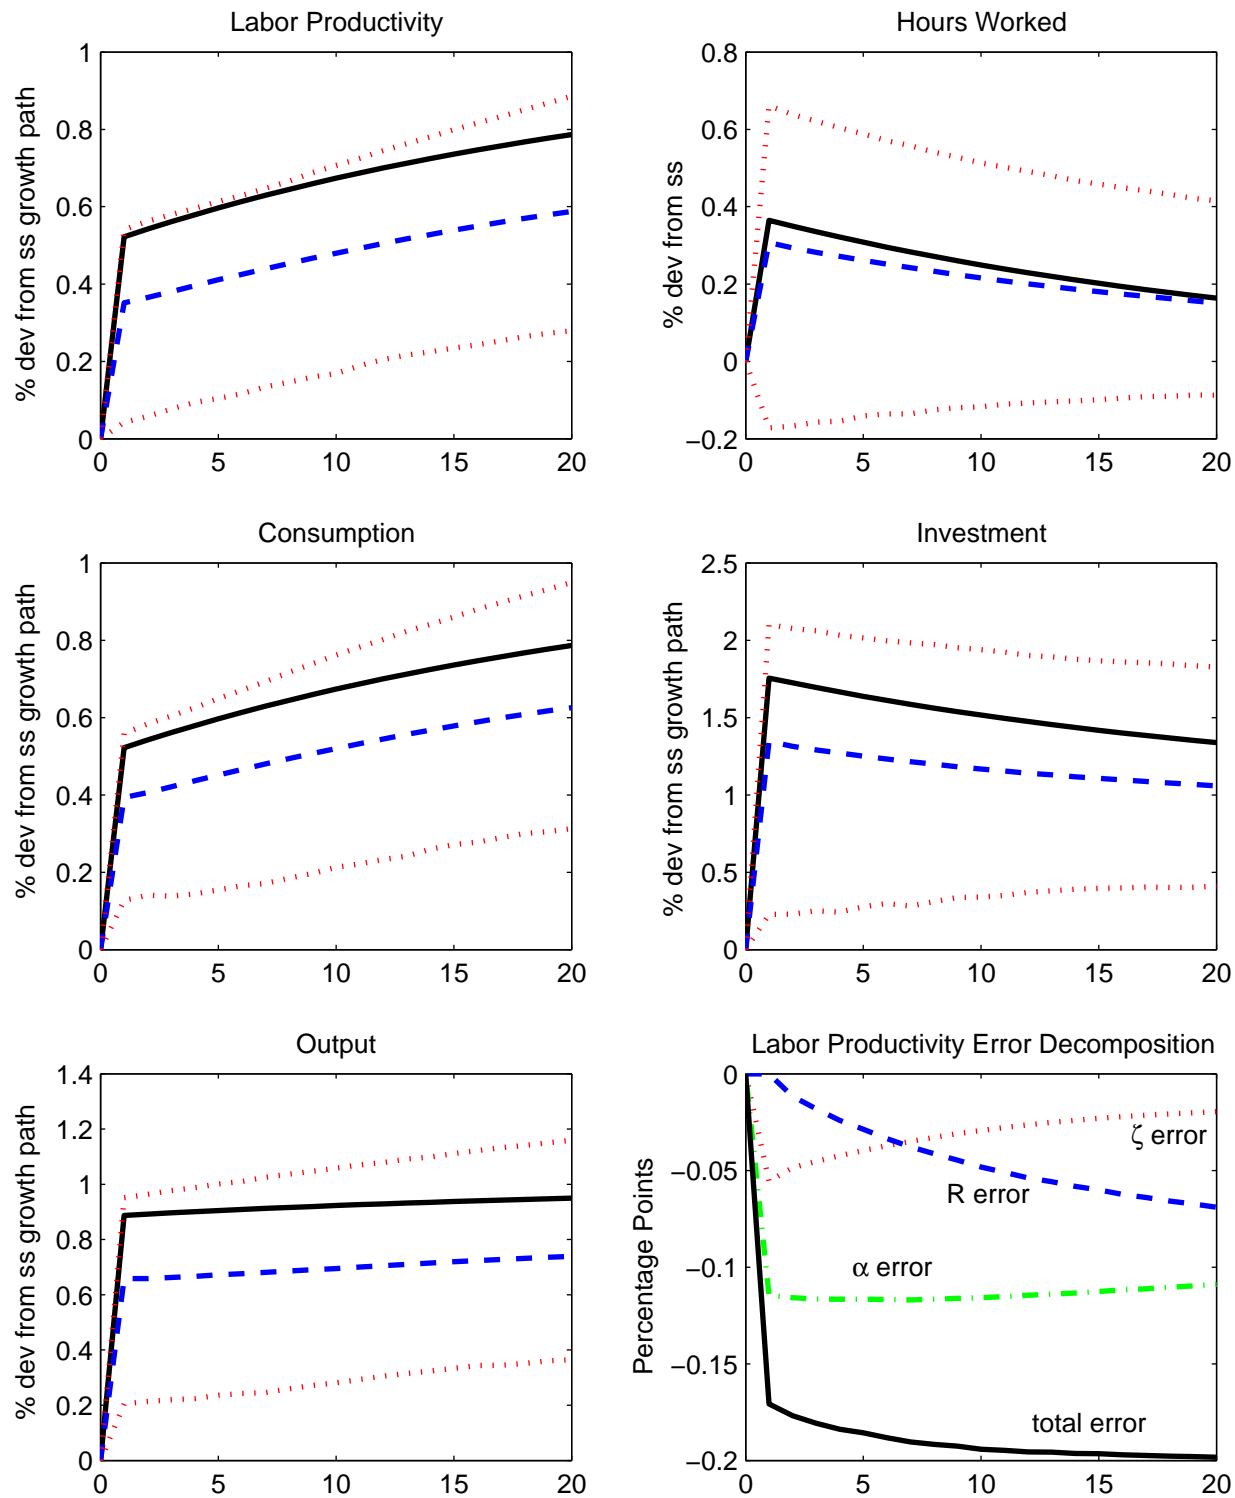 Labor Productivity
% dev from ss growth path
1
0.8
0.6
0.4
0.2
0
0 5 10 15 20
Hours Worked
% dev from ss
0.8
0.6
0.4
0.2
0
−0.2
0 5 10 15 20
Consumption
% dev from ss growth path
1
0.8
0.6
0.4
0.2
0
0 5 10 15 20
Investment
% dev from ss growth path
2.5
2
1.5
1
0.5
0
0 5 10 15 20
Output
% dev from ss growth path
1.4
1.2
1
0.8
0.6
0.4
0.2
0
0 5 10 15 20
Labor Productivity Error Decomposition
Percentage Points
0
−0.05
−0.1
−0.15
−0.2
ζ error
R error
α error
total error
0 5 10 15 20